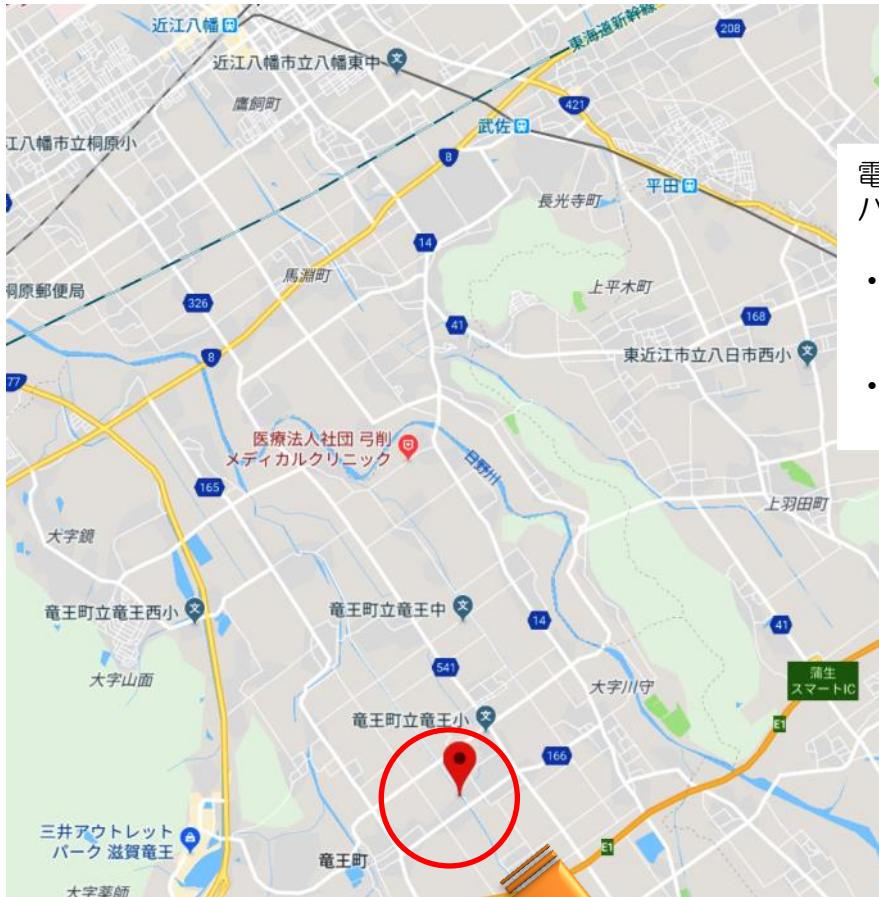 近江八幡
近江八幡市立八幡東中
東海道新幹線
208
鷹飼町
421
江八幡市立桐原小
武佐
8
平田
長光寺町
14
馬淵町
上平木町
桐原郵便局
326
168
41
東近江市立八日市西小
8
77
医療法人社団 弓削
メディカルクリニック
日野川
165
上羽田町
大字鏡
竜王町立竜王西小
竜王町立竜王中
14
41
541
大字山面
大字川守
蒲生
スマートIC
竜王町立竜王小
E1
166
三井アウトレット
パーク 滋賀竜王
竜王町
E1
大字薬師
電
・
・